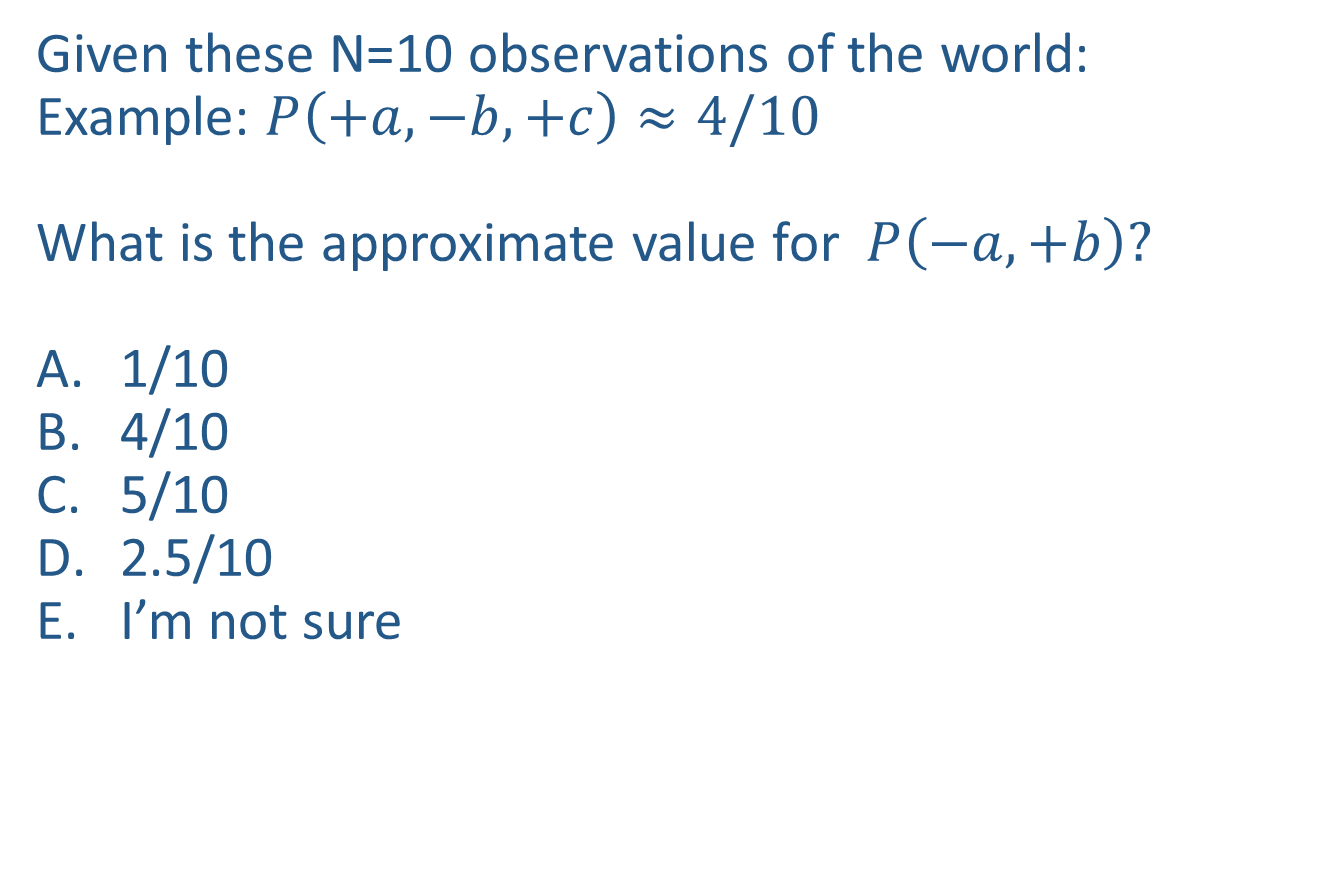 Given these N=10 observations of the world:
Example: P(+a, −b, +c) ≈ 4/10
What is the approximate value for P(−a, +b)?
A. 1/10
B. 4/10
C. 5/10
D. 2.5/10
E. I’m not sure